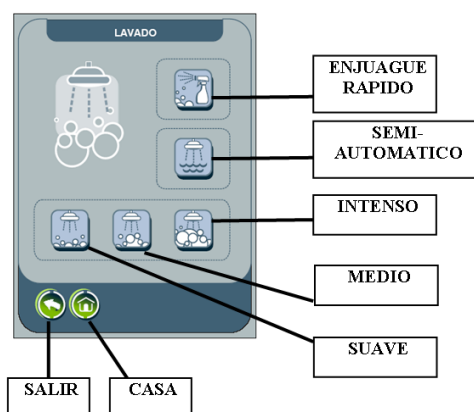 LAVADO
ENJUAGUE
RAPIDO
SEMI-
AUTOMATICO
INTENSO
MEDIO
SUAVE
SALIR
CASA